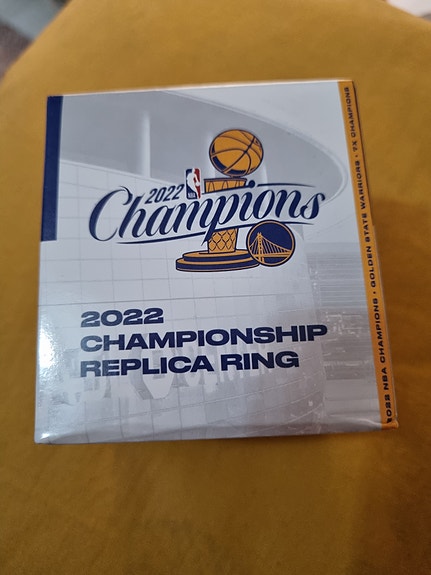 2022
NBA
Champions
2022
CHAMPIONSHIP
REPLICA RING
2022 NBA CHAMPIONS • GOLDEN STATE WARRIORS • 7X CHAMPIONS